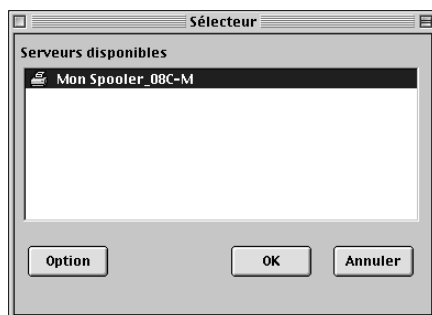 Sélecteur
Serveurs disponibles
Mon Spooler_08C-M
Option
OK
Annuler